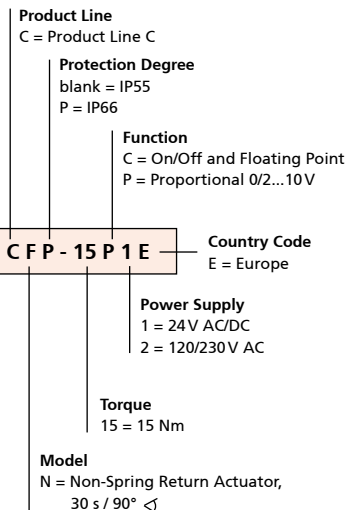 Product Line
C = Product Line C
Protection Degree
blank = IP55
P = IP66
Function
C = On/Off and Floating Point
P = Proportional 0/2...10 V
C F P - 15 P 1 E
Country Code
E = Europe
Power Supply
1 = 24 V AC/DC
2 = 120/230 V AC
Torque
15 = 15 Nm
Model
N = Non-Spring Return Actuator,
30 s / 90° ∢